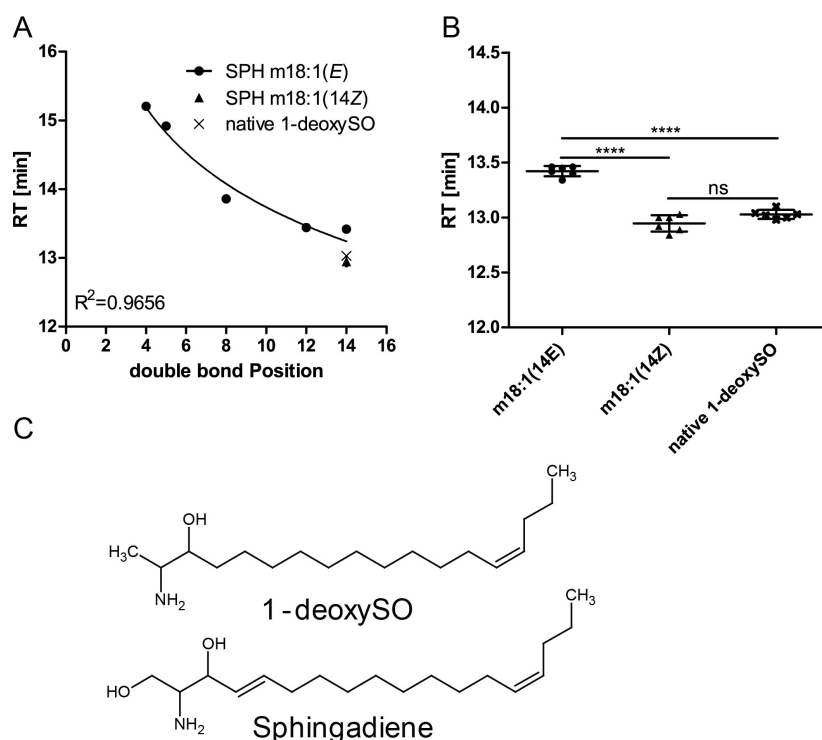 A
RT [min]
16
15
14
13
12
SPH m18:1(E)
SPH m18:1(14Z)
native 1-deoxySO
R²=0.9656
0 2 4 6 8 10 12 14 16
double bond Position
B
RT [min]
14.5
14.0
13.5
13.0
12.5
12.0
****
****
ns
m18:1(14E)
m18:1(14Z)
native 1-deoxySO
C
CH₃
OH
H₃C
NH₂
1-deoxySO
CH₃
OH
HO
NH₂
Sphingadiene